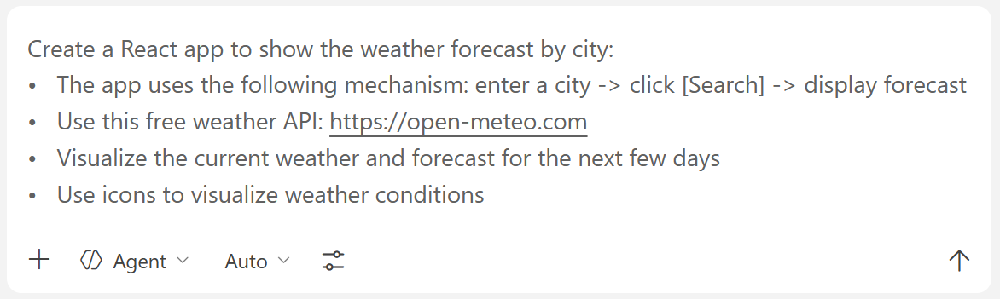 Create a React app to show the weather forecast by city:
• The app uses the following mechanism: enter a city -> click [Search] -> display forecast
• Use this free weather API: https://open-meteo.com
• Visualize the current weather and forecast for the next few days
• Use icons to visualize weather conditions
Agent Auto